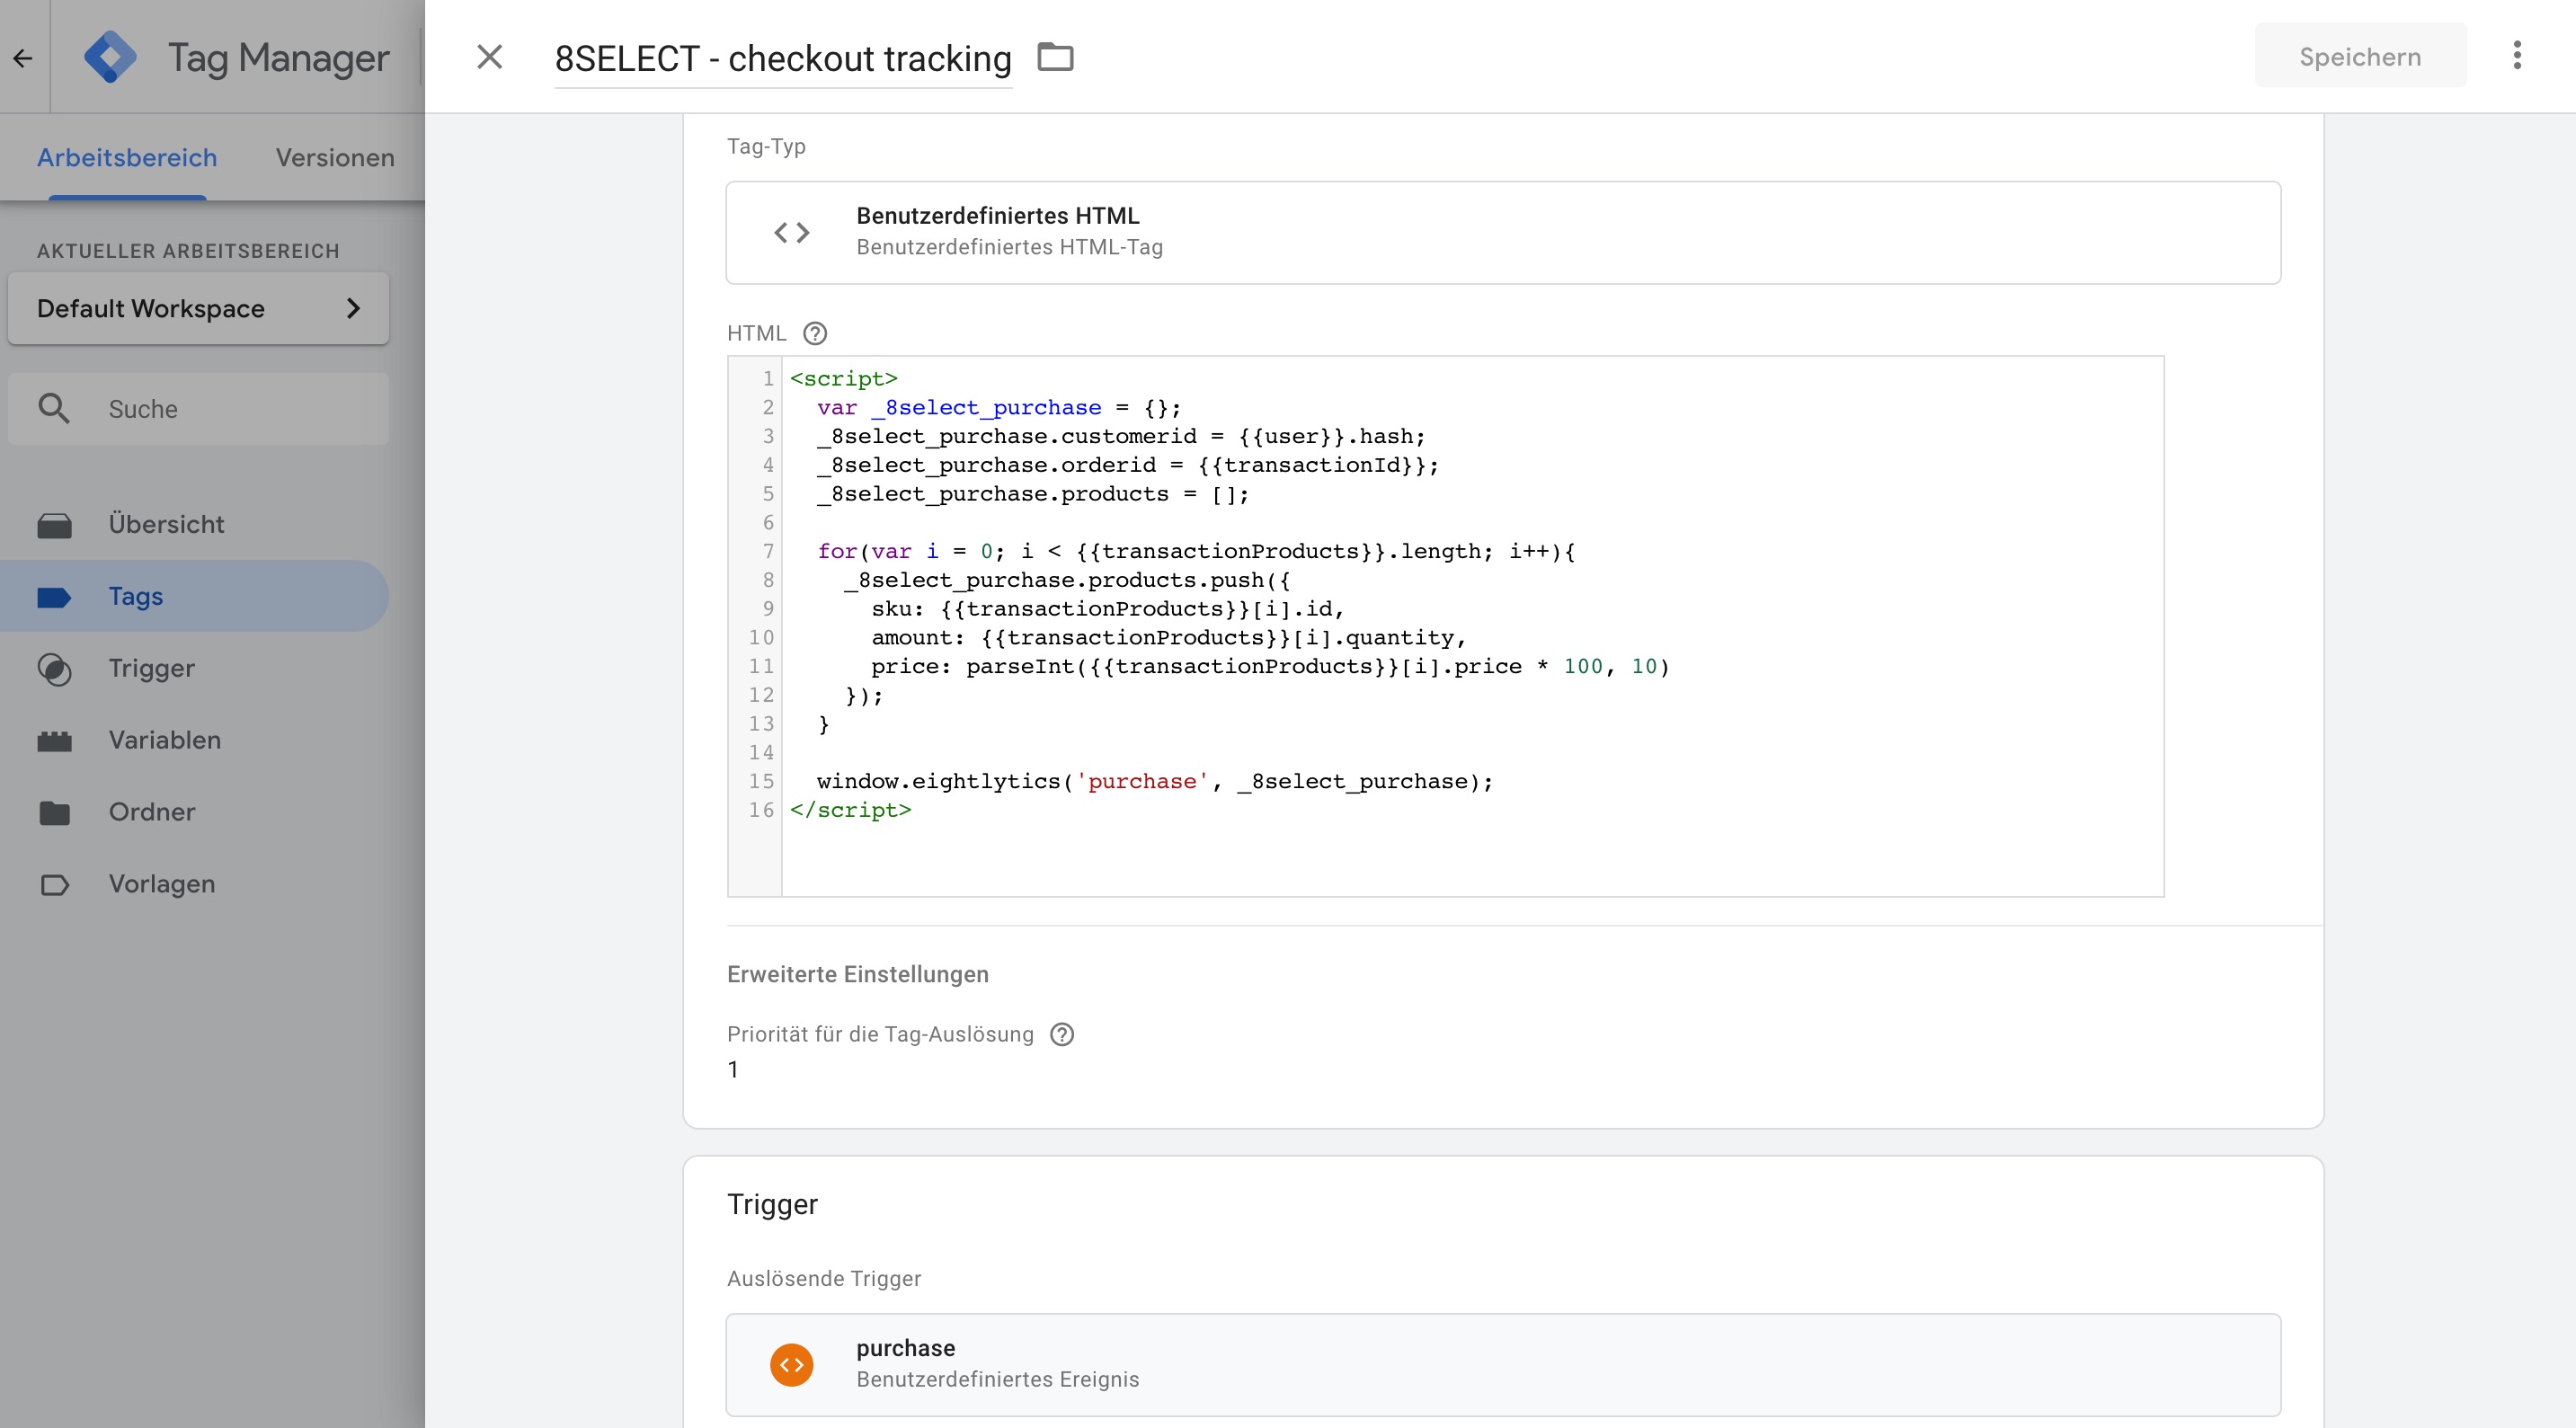 Tag Manager
8SELECT - checkout tracking
Speichern
Arbeitsbereich
Versionen
AKTUELLER ARBEITSBEREICH
Default Workspace
Suche
Übersicht
Tags
Trigger
Variablen
Ordner
Vorlagen
Tag-Typ
Benutzerdefiniertes HTML
Benutzerdefiniertes HTML-Tag
HTML
1 <script>
2 var _8select_purchase = {};
3 _8select_purchase.customerid = {{user}}.hash;
4 _8select_purchase.orderid = {{transactionId}};
5 _8select_purchase.products = [];
6
7 for(var i = 0; i < {{transactionProducts}}.length; i++){
8 _8select_purchase.products.push({
9 sku: {{transactionProducts}}[i].id,
10 amount: {{transactionProducts}}[i].quantity,
11 price: parseInt({{transactionProducts}}[i].price * 100, 10)
12 });
13 }
14
15 window.eightlytics('purchase', _8select_purchase);
16 </script>
Erweiterte Einstellungen
Priorität für die Tag-Auslösung
1
Trigger
Auslösende Trigger
purchase
Benutzerdefiniertes Ereignis